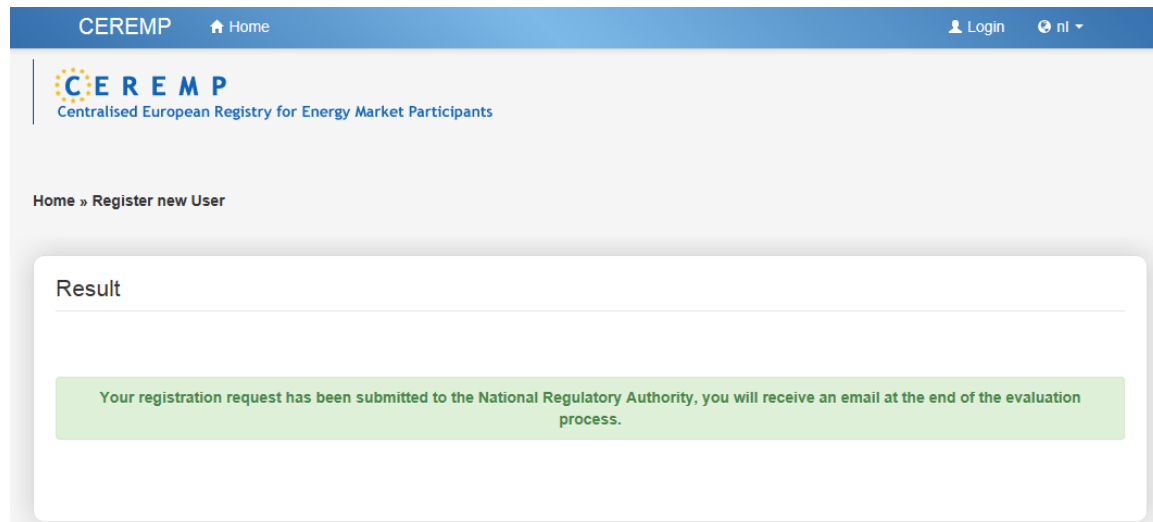 CEREMP Home Login nl
CEREMP
Centralised European Registry for Energy Market Participants
Home » Register new User
Result
Your registration request has been submitted to the National Regulatory Authority, you will receive an email at the end of the evaluation
process.